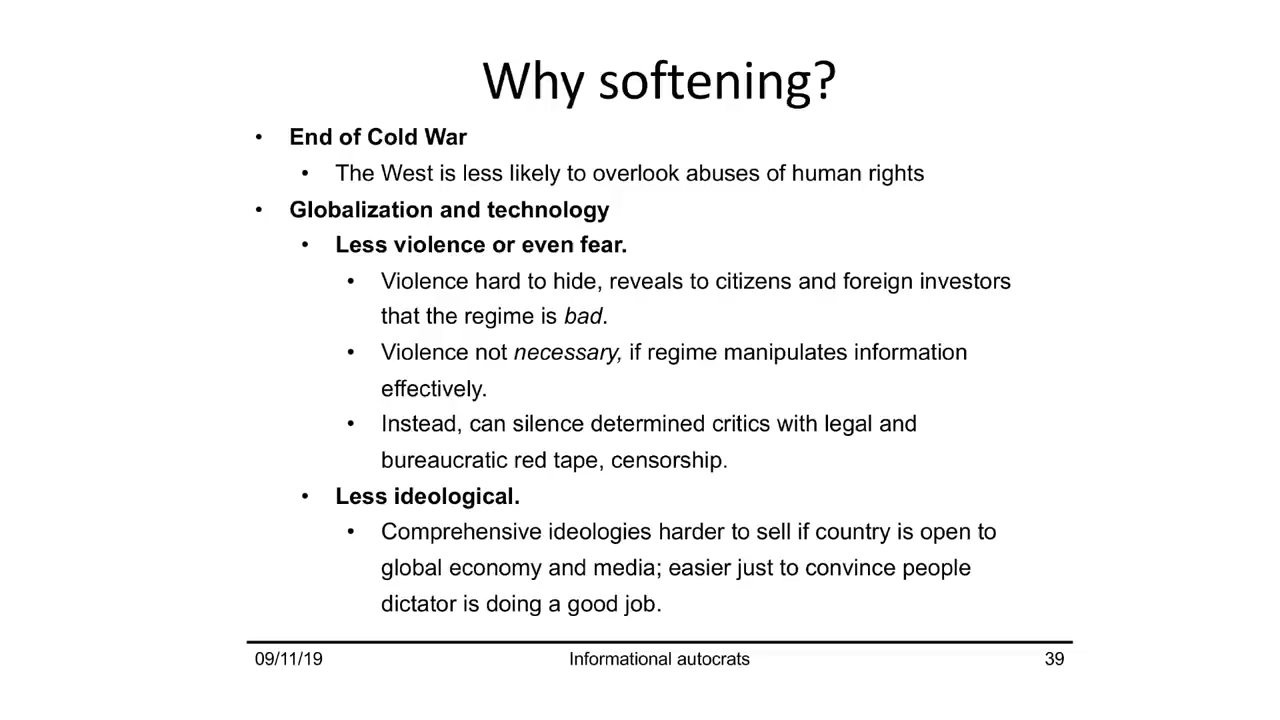 Why softening?
• End of Cold War
• The West is less likely to overlook abuses of human rights
• Globalization and technology
• Less violence or even fear.
• Violence hard to hide, reveals to citizens and foreign investors
that the regime is bad.
• Violence not necessary, if regime manipulates information
effectively.
• Instead, can silence determined critics with legal and
bureaucratic red tape, censorship.
• Less ideological.
• Comprehensive ideologies harder to sell if country is open to
global economy and media; easier just to convince people
dictator is doing a good job.
09/11/19 Informational autocrats 39